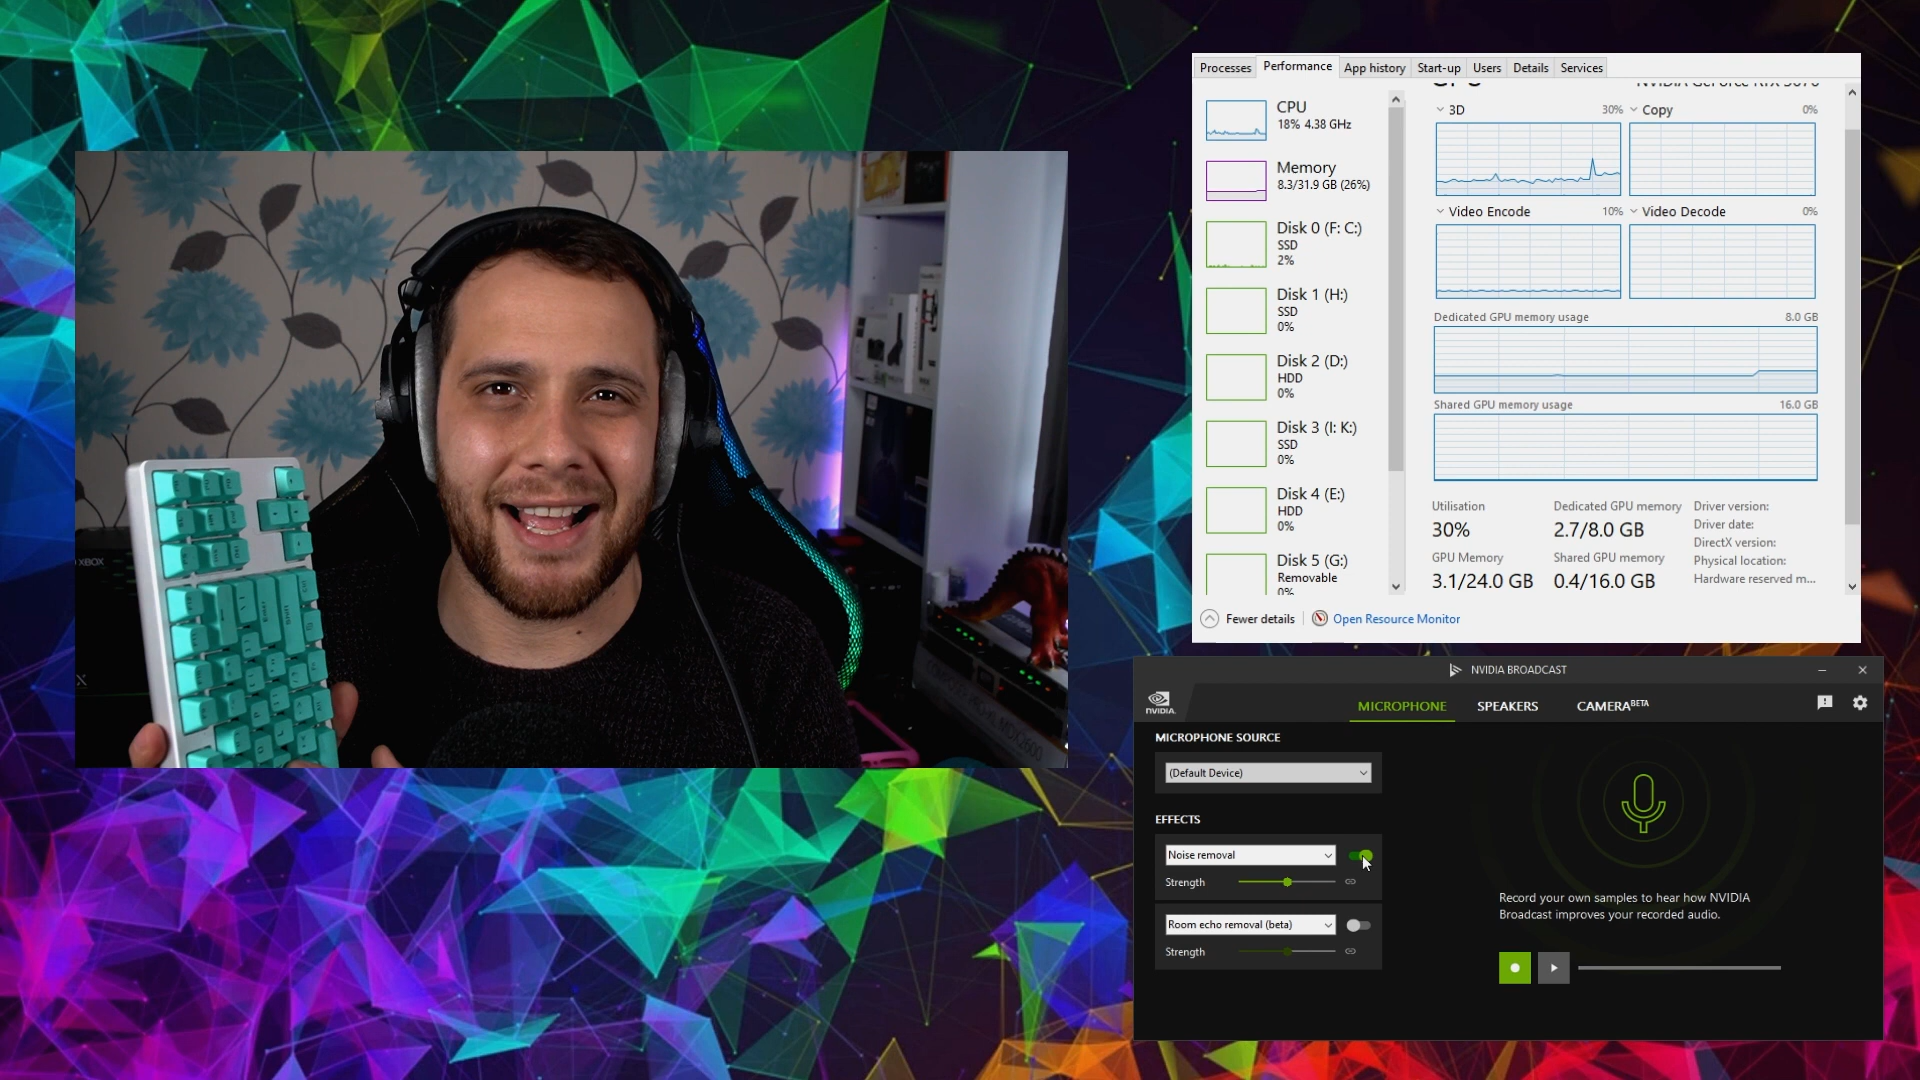 XBOX
Processes
Performance
App history
Start-up
Users
Details
Services
CPU
18% 4.38 GHz
Memory
8.3/31.9 GB (26%)
Disk 0 (F: C:)
SSD
2%
Disk 1 (H:)
SSD
0%
Disk 2 (D:)
HDD
0%
Disk 3 (I: K:)
SSD
0%
Disk 4 (E:)
HDD
0%
Disk 5 (G:)
Removable
0%
3D 30%
Copy 0%
Video Encode 10%
Video Decode 0%
Dedicated GPU memory usage 8.0 GB
Shared GPU memory usage 16.0 GB
Utilisation
30%
Dedicated GPU memory
2.7/8.0 GB
GPU Memory
3.1/24.0 GB
Shared GPU memory
0.4/16.0 GB
Driver version:
Driver date:
DirectX version:
Physical location:
Hardware reserved m...
Fewer details
Open Resource Monitor
NVIDIA BROADCAST
NVIDIA.
MICROPHONE
SPEAKERS
CAMERA BETA
MICROPHONE SOURCE
(Default Device)
EFFECTS
Noise removal
Strength
Room echo removal (beta)
Strength
Record your own samples to hear how NVIDIA
Broadcast improves your recorded audio.